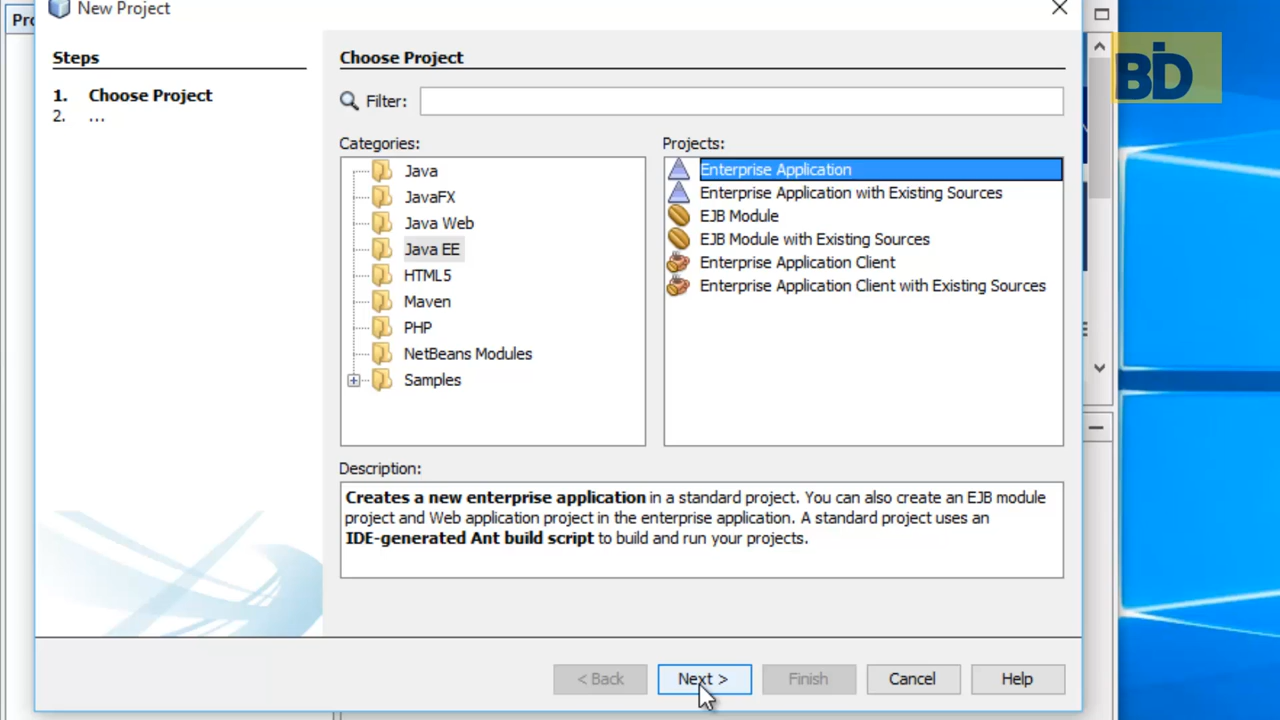 New Project
Pro
BID
Steps
1. Choose Project
2. ...
Choose Project
Filter:
Categories:
Java
JavaFX
Java Web
Java EE
HTML5
Maven
PHP
NetBeans Modules
Samples
Projects:
Enterprise Application
Enterprise Application with Existing Sources
EJB Module
EJB Module with Existing Sources
Enterprise Application Client
Enterprise Application Client with Existing Sources
Description:
Creates a new enterprise application in a standard project. You can also create an EJB module
project and Web application project in the enterprise application. A standard project uses an
IDE-generated Ant build script to build and run your projects.
< Back
Next >
Finish
Cancel
Help